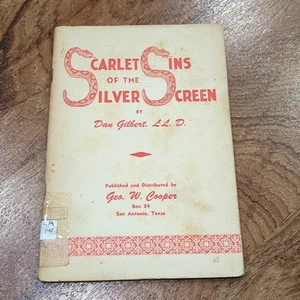 SCARLET SINS
OF THE
SILVER SCREEN
BY
Dan Gilbert, LL. D.
Published and Distributed by
Geo. W. Cooper
Box 34
San Antonio, Texas